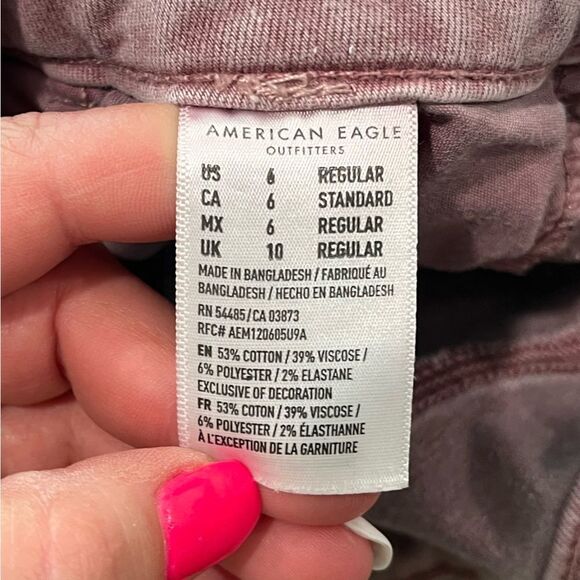 AMERICAN EAGLE
OUTFITTERS
US 6 REGULAR
CA 6 STANDARD
MX 6 REGULAR
UK 10 REGULAR
MADE IN BANGLADESH / FABRIQUÉ AU
BANGLADESH / HECHO EN BANGLADESH
RN 54485/CA 03873
RFC# AEM120605U9A
EN 53% COTTON / 39% VISCOSE /
6% POLYESTER / 2% ELASTANE
EXCLUSIVE OF DECORATION
FR 53% COTON / 39% VISCOSE /
6% POLYESTER / 2% ÉLASTHANNE
À L'EXCEPTION DE LA GARNITURE